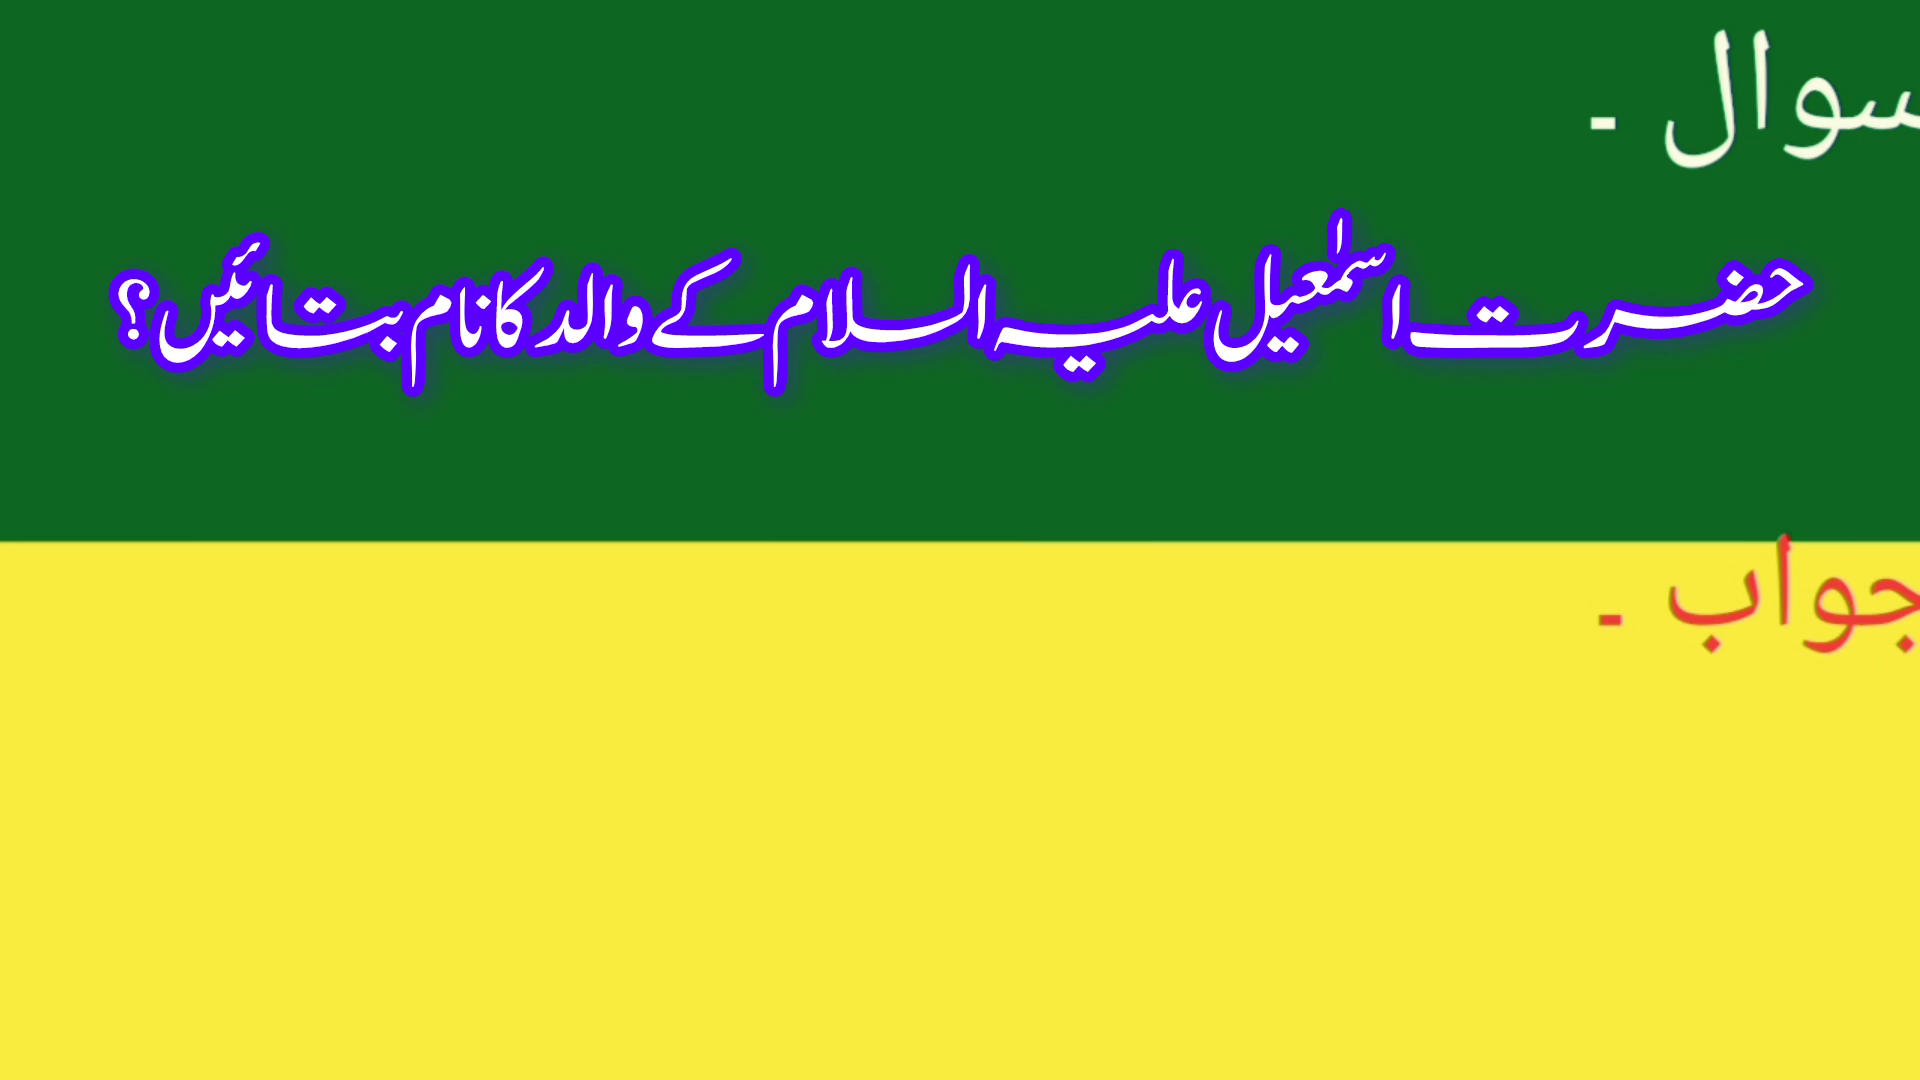 سوال -
حضرت اسمٰعیل علیہ السلام کے والد کا نام بتائیں؟
جواب -